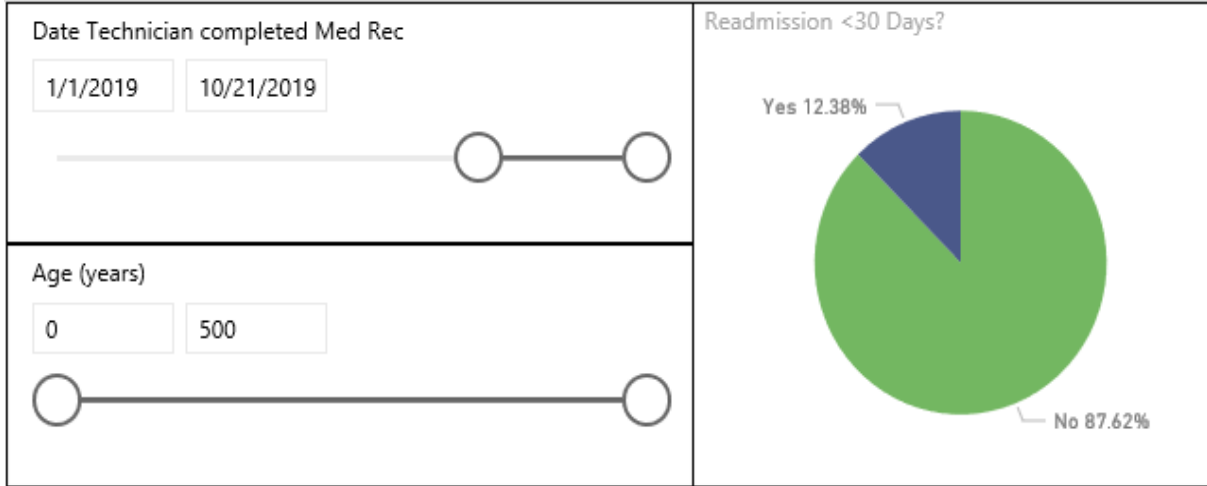 Date Technician completed Med Rec
1/1/2019 10/21/2019
Age (years)
0 500
Readmission <30 Days?
Yes 12.38%
No 87.62%